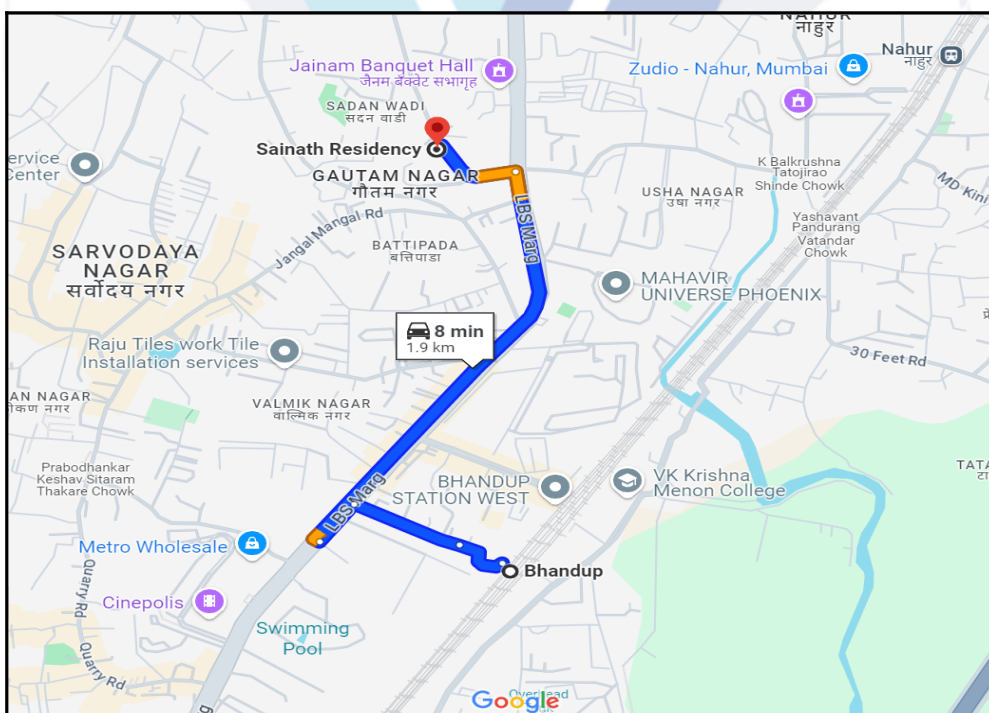 NAHUR
नाहुर
Nahur
नाहुर
Jainam Banquet Hall
जैनम बँक्वेट सभागृह
Zudio - Nahur, Mumbai
SADAN WADI
सदन वाडी
Sainath Residency
Center
GAUTAM NAGAR
गौतम नगर
K Balkrushna
Tatojirao
Shinde Chowk
USHA NAGAR
उषा नगर
MD Kini
LBS Marg
Jangal Mangal Rd
Yashavant
Pandurang
Vatandar
Chowk
BATTIPADA
बत्तिपाडा
SARVODAYA
NAGAR
सर्वोदय नगर
MAHAVIR
UNIVERSE PHOENIX
8 min
1.9 km
Raju Tiles work Tile
Installation services
30 Feet Rd
NAGAR
नगर
VALMIK NAGAR
वाल्मिक नगर
Prabodhankar
Keshav Sitaram
Thakare Chowk
BHANDUP
STATION WEST
VK Krishna
Menon College
LBS Marg
Metro Wholesale
Bhandup
Cinepolis
Quarry Rd
Swimming
Pool
Quarry Rd
Google